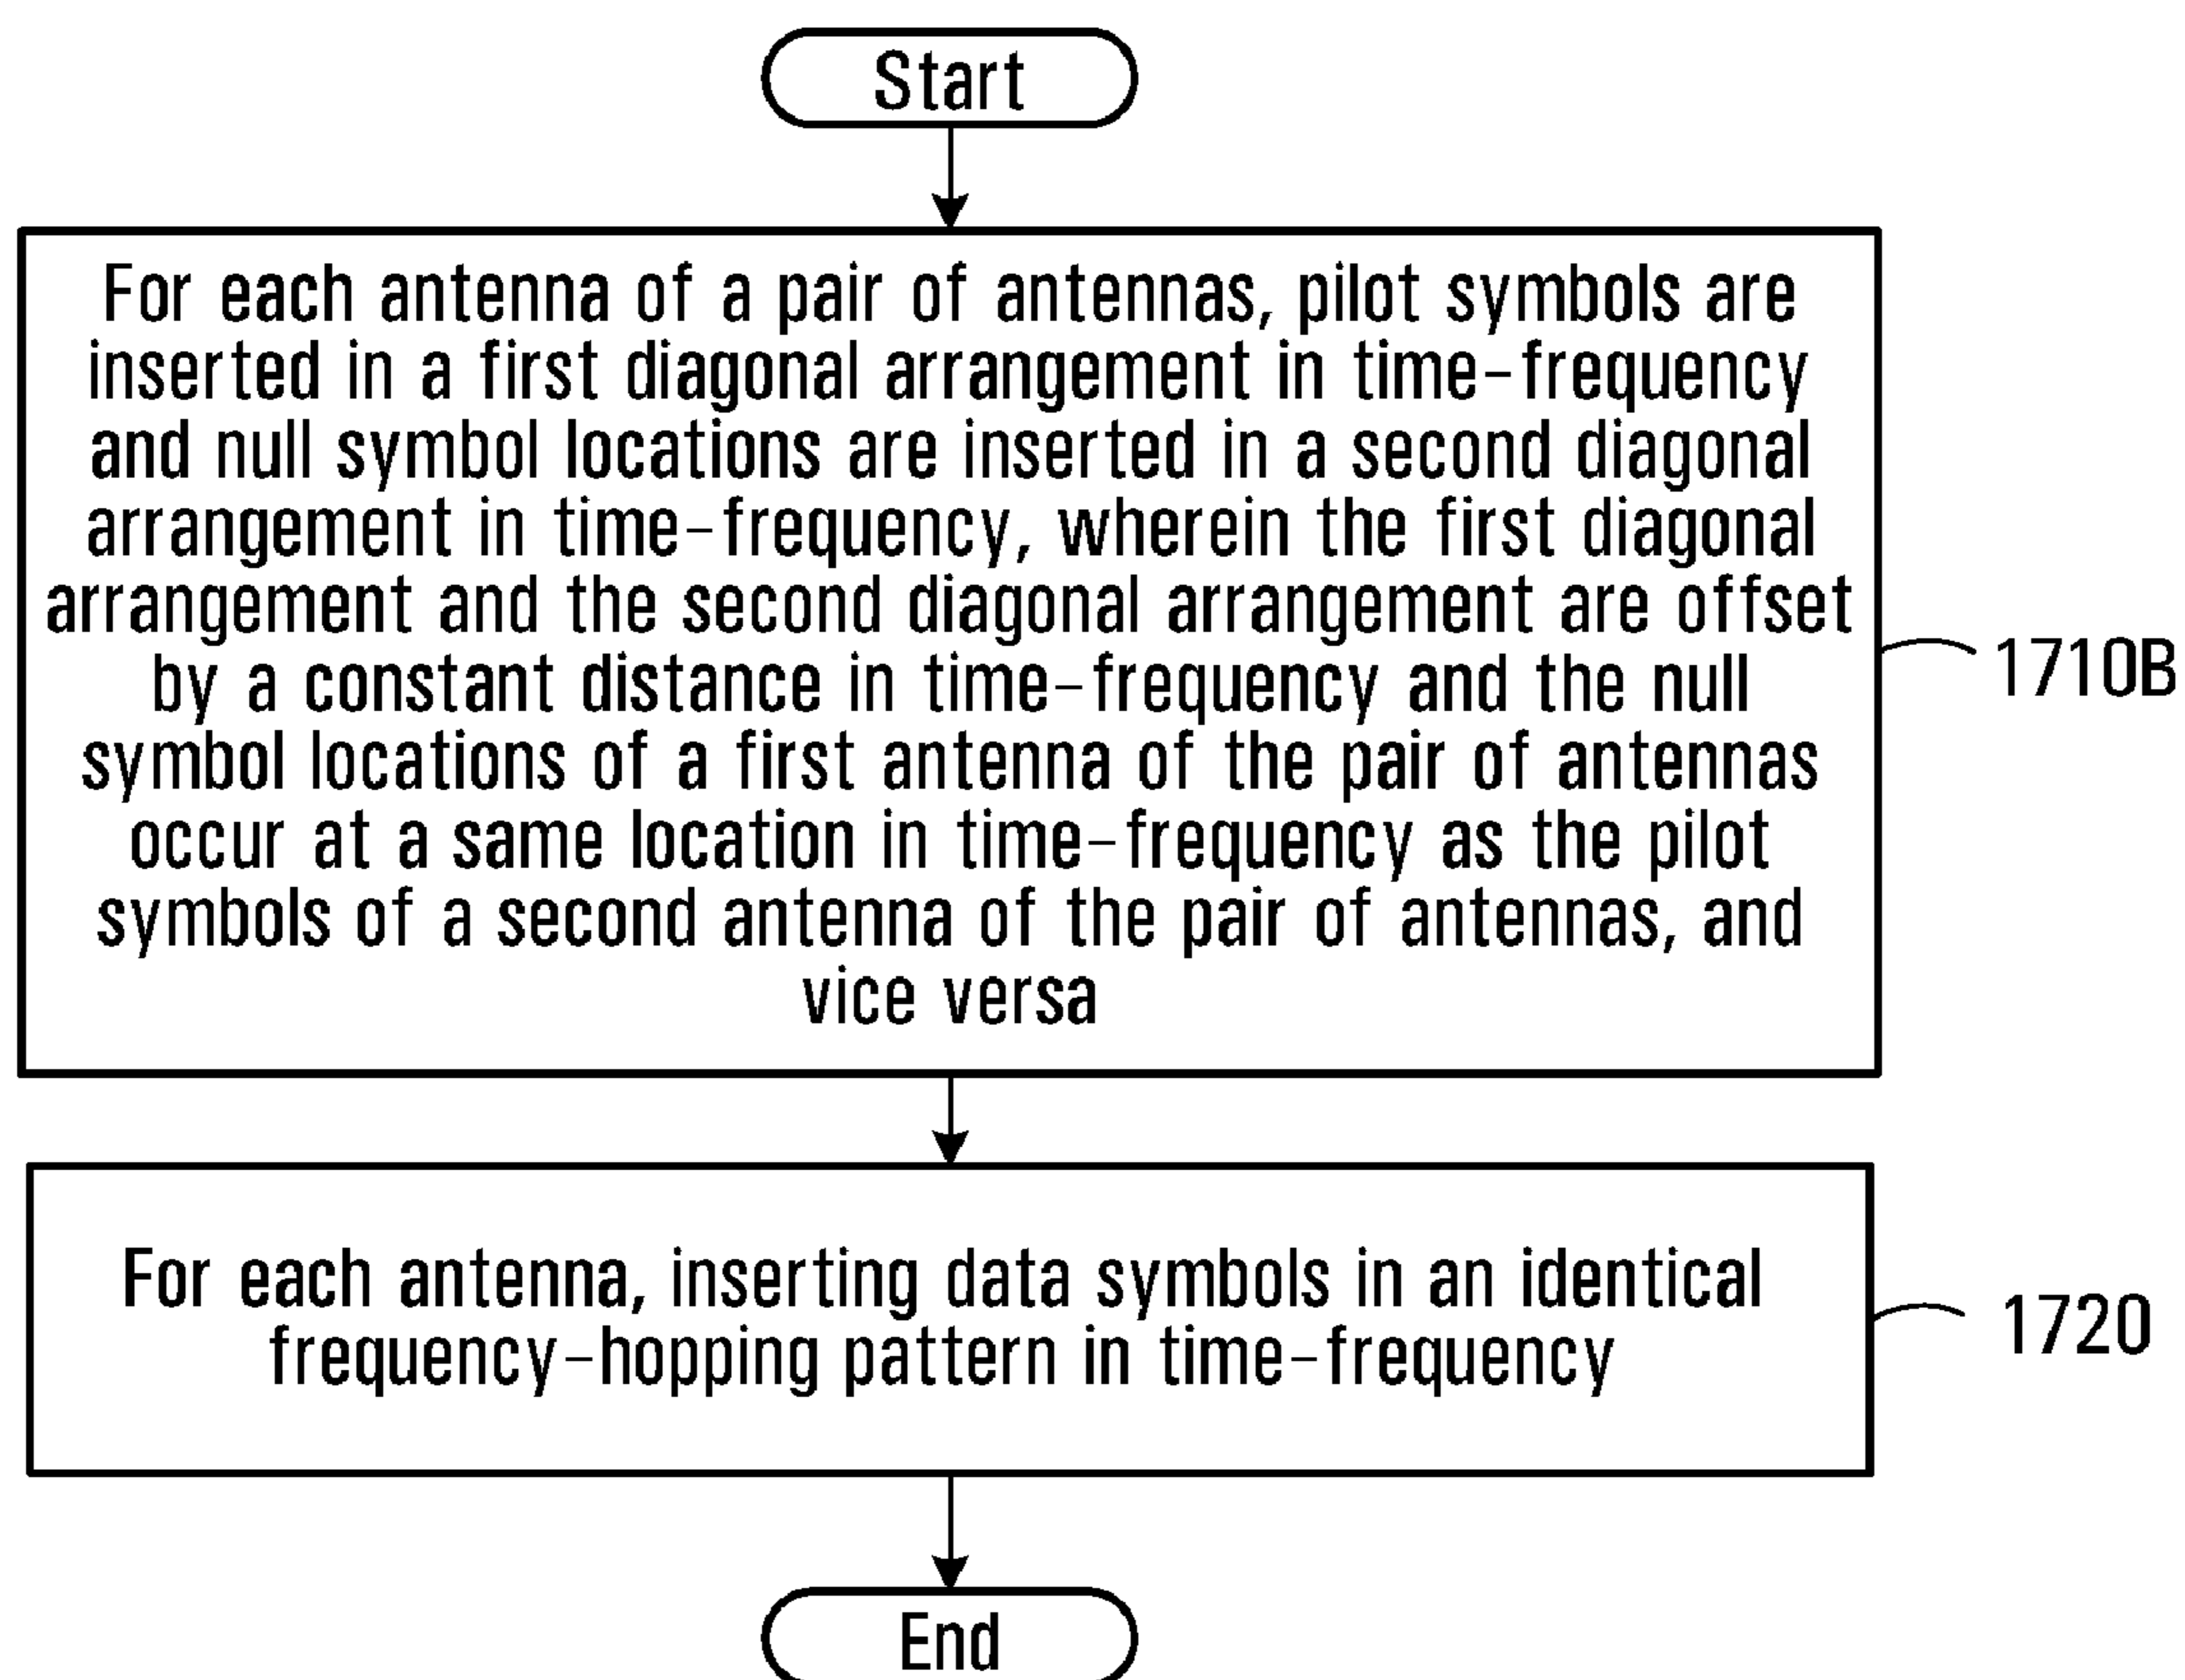 Start
For each antenna of a pair of antennas, pilot symbols are
inserted in a first diagonal arrangement in time-frequency
and null symbol locations are inserted in a second diagonal
arrangement in time-frequency, wherein the first diagonal
arrangement and the second diagonal arrangement are offset
by a constant distance in time-frequency and the null
symbol locations of a first antenna of the pair of antennas
occur at a same location in time-frequency as the pilot
symbols of a second antenna of the pair of antennas, and
vice versa
1710B
For each antenna, inserting data symbols in an identical
frequency-hopping pattern in time-frequency
1720
End